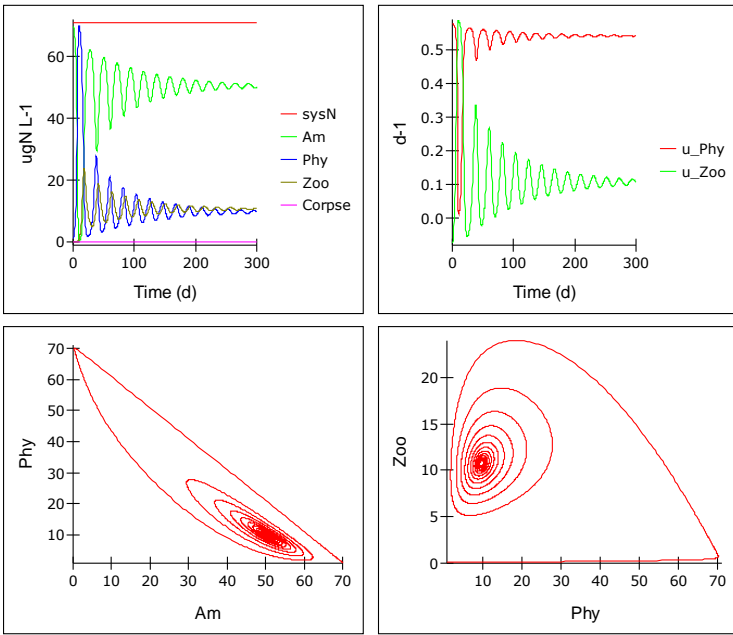 60
40
20
0
ugN L-1
0 100 200 300
Time (d)
sysN
Am
Phy
Zoo
Corpse
0.5
0.4
0.3
0.2
0.1
0.0
d-1
0 100 200 300
Time (d)
u_Phy
u_Zoo
70
60
50
40
30
20
10
Phy
0 10 20 30 40 50 60 70
Am
20
15
10
5
0
Zoo
10 20 30 40 50 60 70
Phy